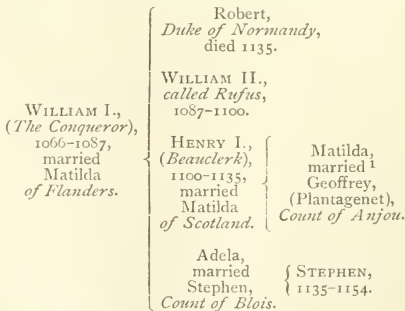 Robert,
Duke of Normandy,
died 1135.
WILLIAM II.,
called Rufus,
1087–1100.
WILLIAM I.,
(The Conqueror),
1066–1087,
married
Matilda
of Flanders.
HENRY I.,
(Beauclerk),
1100–1135,
married
Matilda
of Scotland.
Matilda,
married 1
Geoffrey,
(Plantagenet),
Count of Anjou.
Adela,
married
Stephen,
Count of Blois.
STEPHEN,
1135–1154.